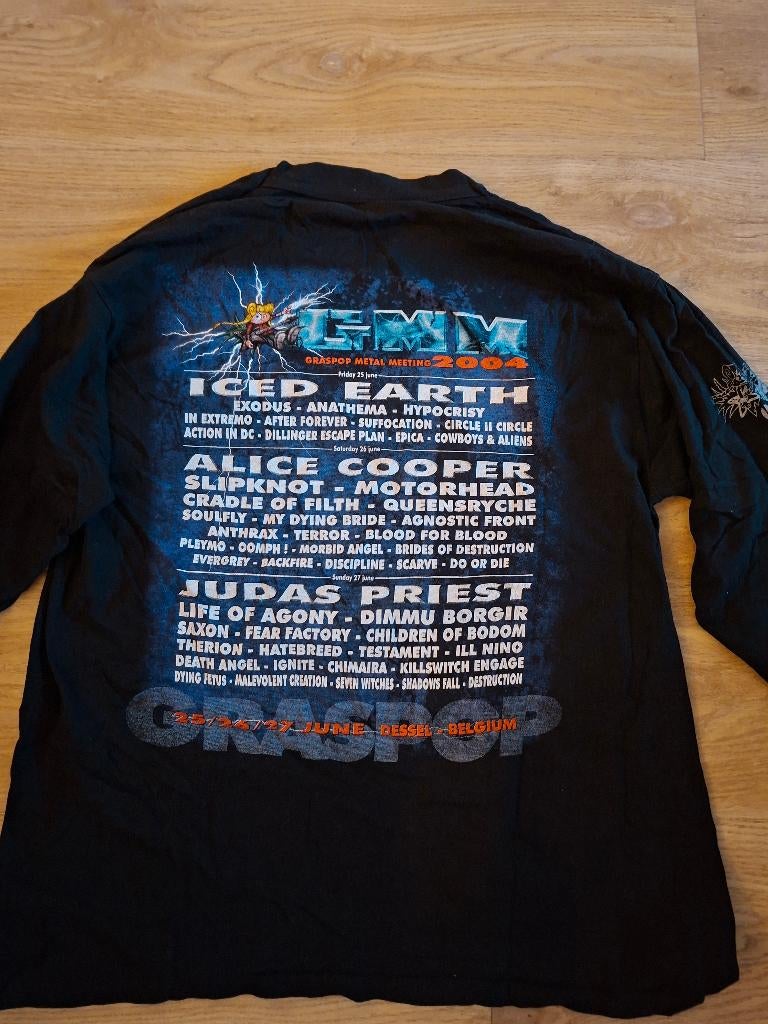 GMM
GRASPOP METAL MEETING 2004
Friday 25 june
ICED EARTH
EXODUS - ANATHEMA - HYPOCRISY
IN EXTREMO - AFTER FOREVER - SUFFOCATION - CIRCLE II CIRCLE
ACTION IN DC - DILLINGER ESCAPE PLAN - EPICA - COWBOYS & ALIENS
Saturday 26 june
ALICE COOPER
SLIPKNOT - MOTORHEAD
CRADLE OF FILTH - QUEENSRYCHE
SOULFLY - MY DYING BRIDE - AGNOSTIC FRONT
ANTHRAX - TERROR - BLOOD FOR BLOOD
PLEYMO - OOMPH ! - MORBID ANGEL - BRIDES OF DESTRUCTION
EVERGREY - BACKFIRE - DISCIPLINE - SCARVE - DO OR DIE
Sunday 27 june
JUDAS PRIEST
LIFE OF AGONY - DIMMU BORGIR
SAXON - FEAR FACTORY - CHILDREN OF BODOM
THERION - HATEBREED - TESTAMENT - ILL NINO
DEATH ANGEL - IGNITE - CHIMAIRA - KILLSWITCH ENGAGE
DYING FETUS - MALEVOLENT CREATION - SEVEN WITCHES - SHADOWS FALL - DESTRUCTION
GRASPOP
25/26/27 JUNE DESSEL - BELGIUM